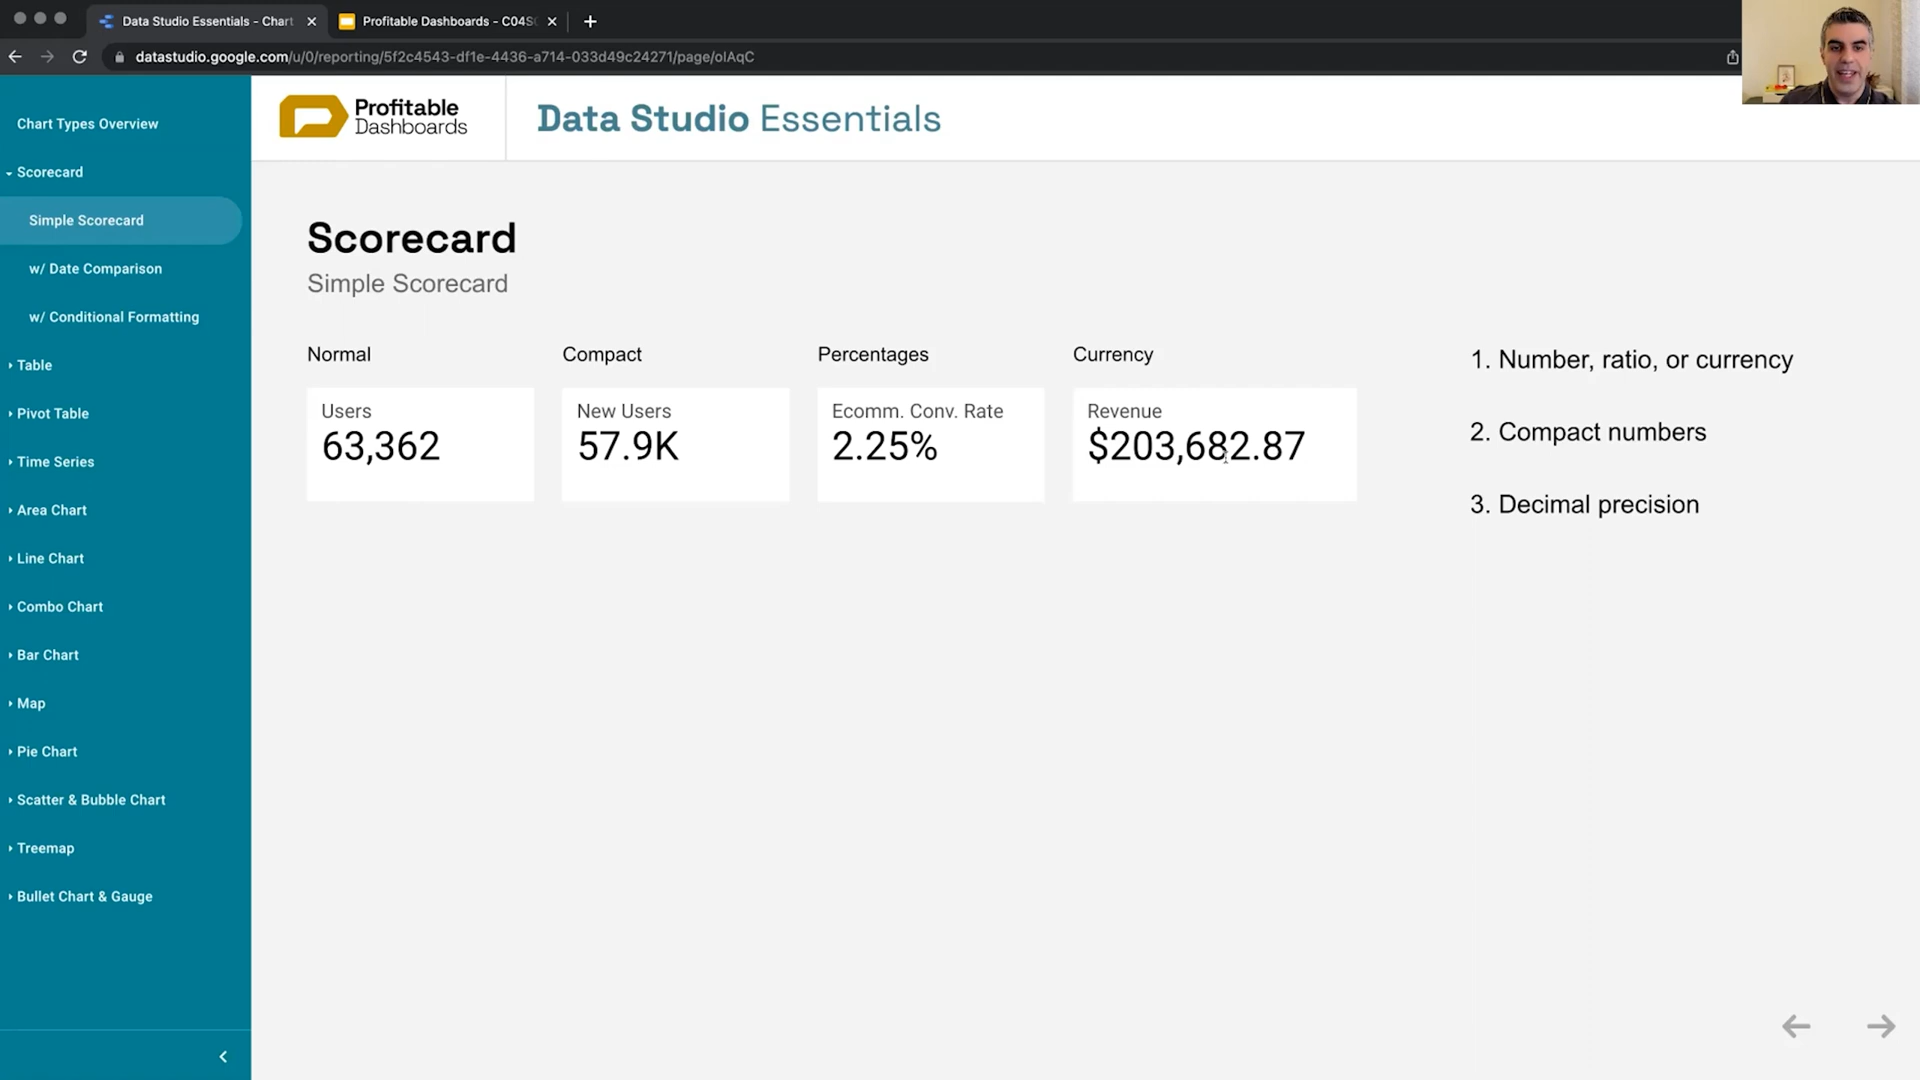 Data Studio Essentials - Chart
Profitable Dashboards - C04S
datastudio.google.com/u/0/reporting/5f2c4543-df1e-4436-a714-033d49c24271/page/olAqC
Chart Types Overview
Scorecard
Simple Scorecard
w/ Date Comparison
w/ Conditional Formatting
Table
Pivot Table
Time Series
Area Chart
Line Chart
Combo Chart
Bar Chart
Map
Pie Chart
Scatter & Bubble Chart
Treemap
Bullet Chart & Gauge
Profitable
Dashboards
Data Studio Essentials
Scorecard
Simple Scorecard
Normal
Users
63,362
Compact
New Users
57.9K
Percentages
Ecomm. Conv. Rate
2.25%
Currency
Revenue
$203,682.87
1. Number, ratio, or currency
2. Compact numbers
3. Decimal precision